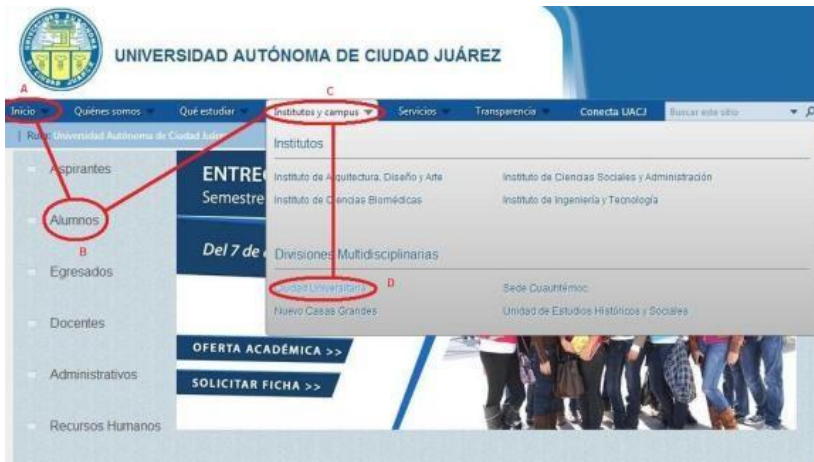 UNIVERSIDAD AUTÓNOMA DE CIUDAD JUÁREZ
A
C
Inicio Quiénes somos Qué estudiar Institutos y campus Servicios Transparencia Conecta UACJ Buscar este sitio
Ruta: Universidad Autónoma de Ciudad Juárez
Institutos
Aspirantes
ENTRE
Instituto de Arquitectura, Diseño y Arte Instituto de Ciencias Sociales y Administración
Semestre
Instituto de Ciencias Biomédicas Instituto de Ingeniería y Tecnología
Alumnos
B
Del 7 de
Divisiones Multidisciplinarias
Egresados
Ciudad Universitaria D Sede Cuauhtémoc
Nuevo Casas Grandes Unidad de Estudios Históricos y Sociales
Docentes
OFERTA ACADÉMICA >>
Administrativos
SOLICITAR FICHA >>
Recursos Humanos